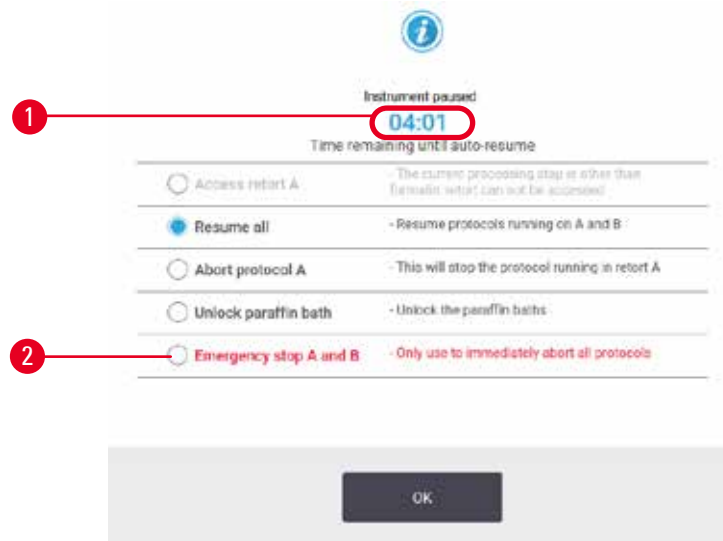 i
Instrument paused
1
04:01
Time remaining until auto-resume
Access retort A
- The current processing step is other than
formalin retort can not be accessed
Resume all
- Resume protocols running on A and B
Abort protocol A
- This will stop the protocol running in retort A
Unlock paraffin bath
- Unlock the paraffin baths
2
Emergency stop A and B
- Only use to immediately abort all protocols
OK